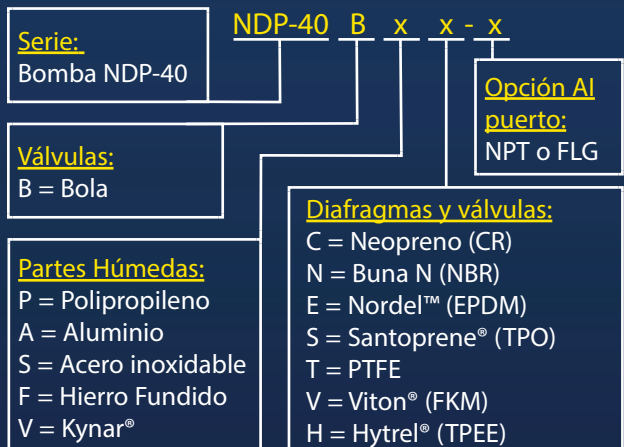 NDP-40 B x x - x
Serie:
Bomba NDP-40
Opción Al
puerto:
NPT o FLG
Válvulas:
B = Bola
Partes Húmedas:
P = Polipropileno
A = Aluminio
S = Acero inoxidable
F = Hierro Fundido
V = Kynar®
Diafragmas y válvulas:
C = Neopreno (CR)
N = Buna N (NBR)
E = Nordel™ (EPDM)
S = Santoprene® (TPO)
T = PTFE
V = Viton® (FKM)
H = Hytrel® (TPEE)